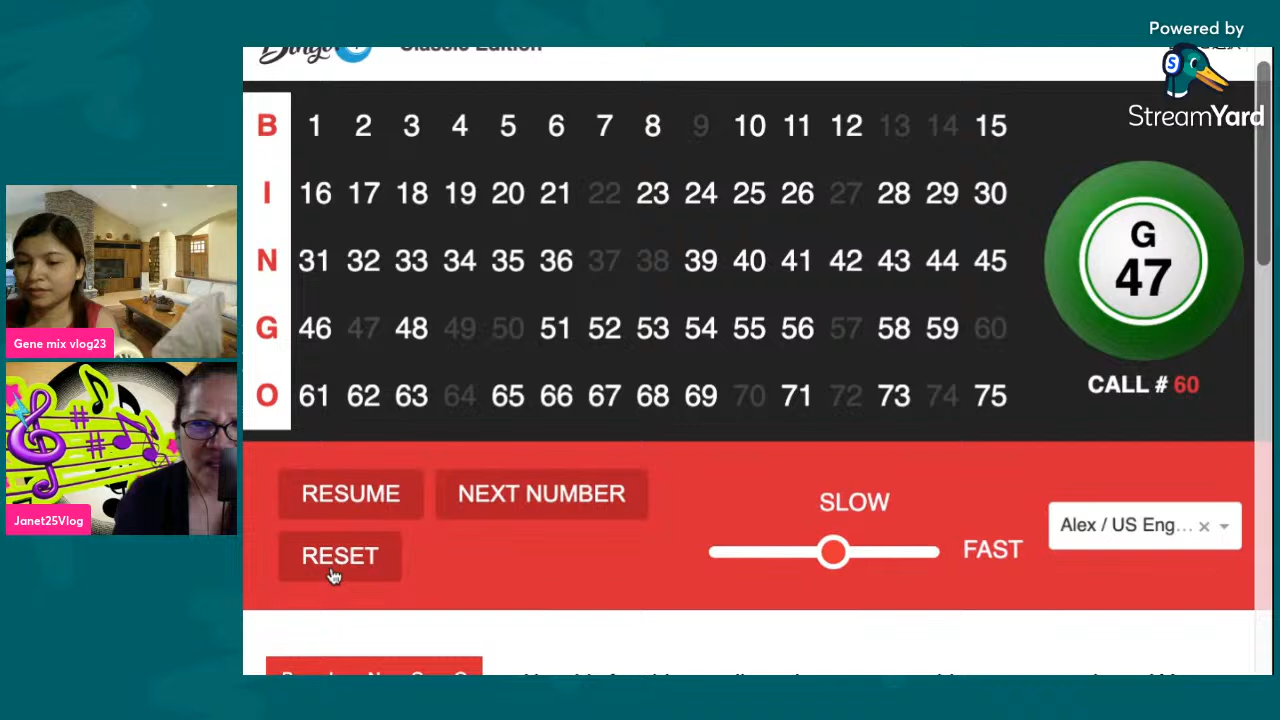 Powered by
StreamYard
Bingo Classic Edition
B 1 2 3 4 5 6 7 8 9 10 11 12 13 14 15
I 16 17 18 19 20 21 22 23 24 25 26 27 28 29 30
N 31 32 33 34 35 36 37 38 39 40 41 42 43 44 45
G 46 47 48 49 50 51 52 53 54 55 56 57 58 59 60
O 61 62 63 64 65 66 67 68 69 70 71 72 73 74 75
G
47
CALL # 60
Gene mix vlog23
Janet25Vlog
RESUME NEXT NUMBER
RESET
SLOW
FAST
Alex / US Eng...